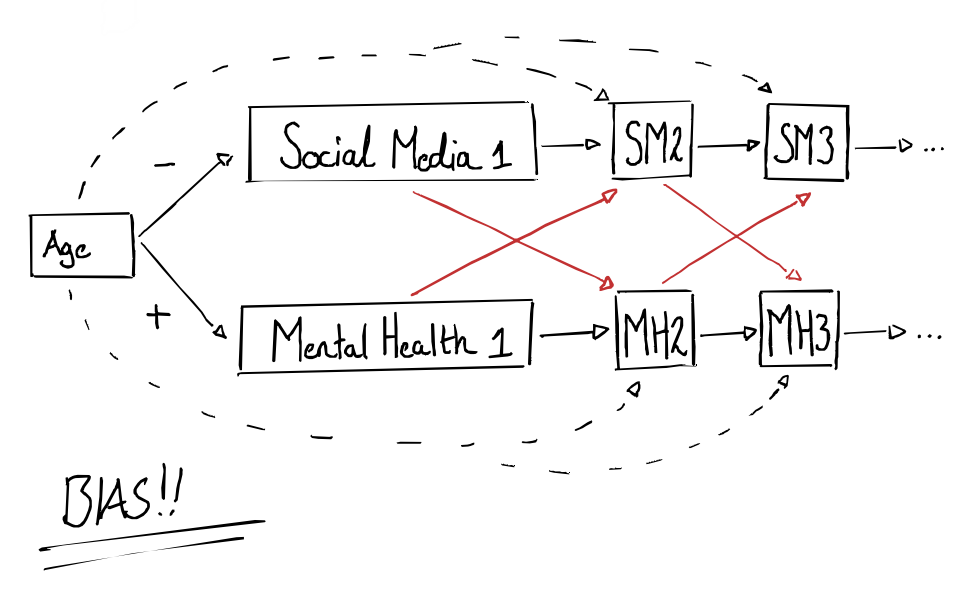 Social Media 1
SM2
SM3
...
-
Age
+
Mental Health 1
MH2
MH3
...
BIAS!!